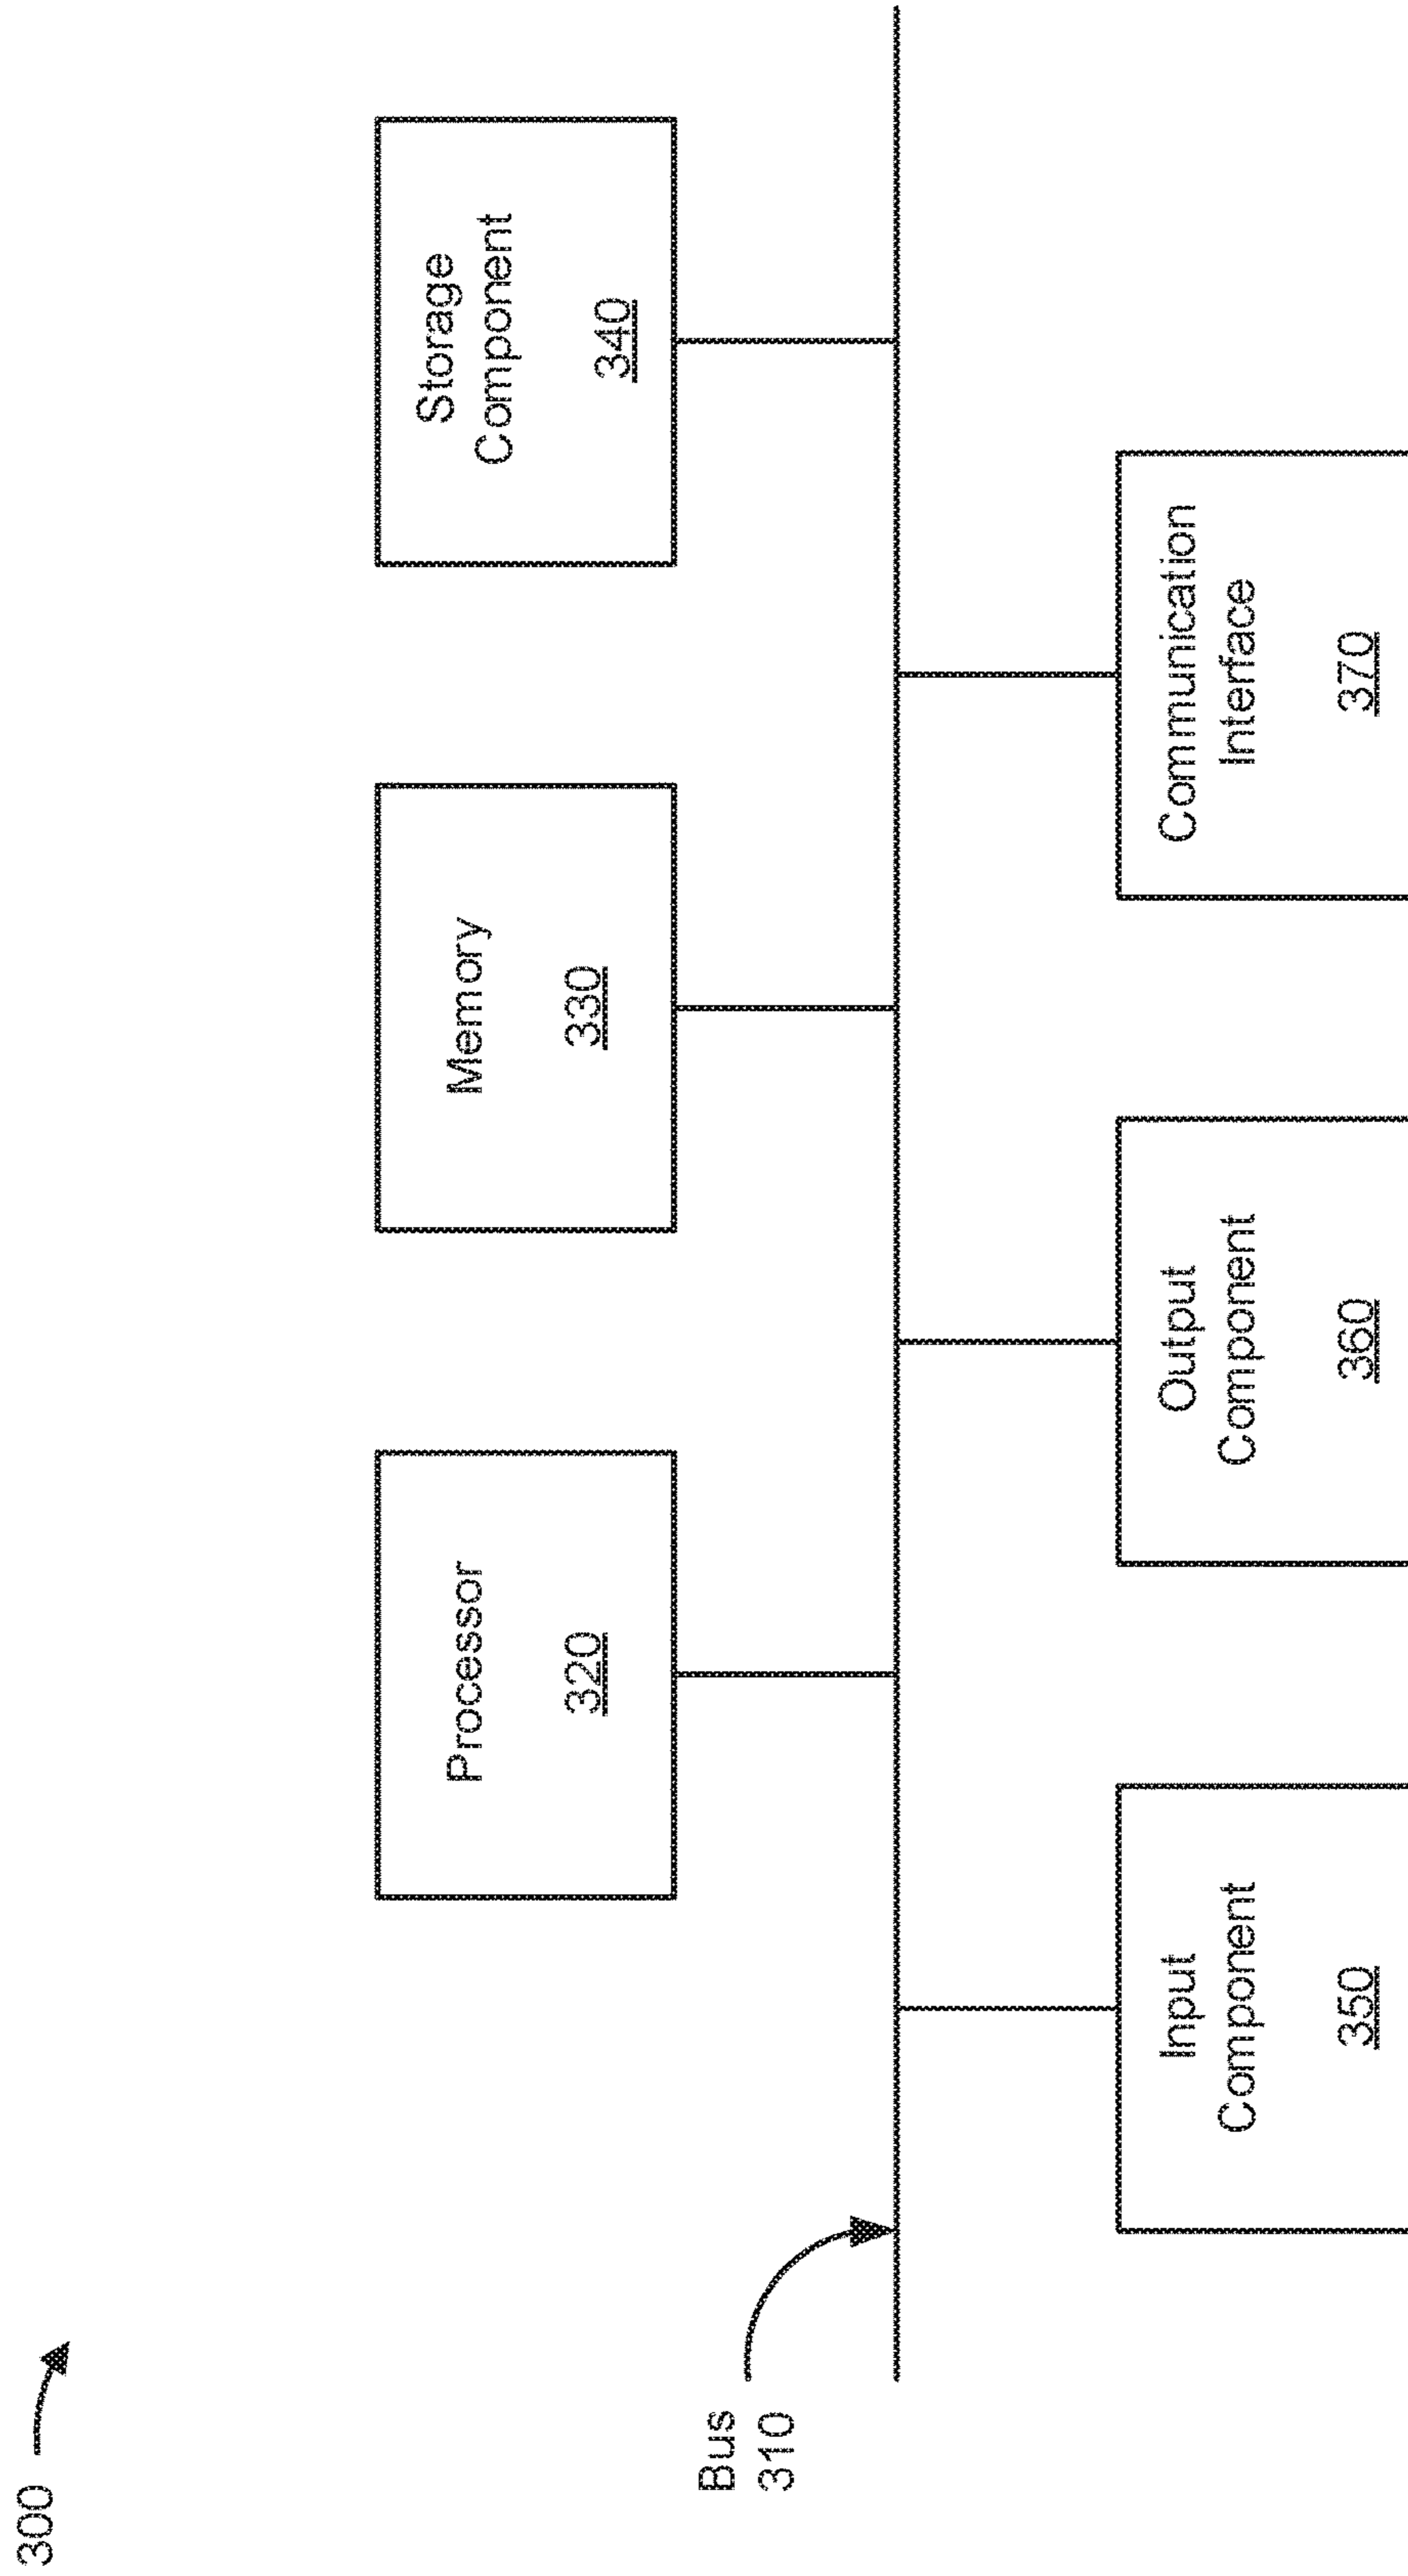 300
Processor
320
Memory
330
Storage
Component
340
Bus
310
Input
Component
350
Output
Component
360
Communication
Interface
370